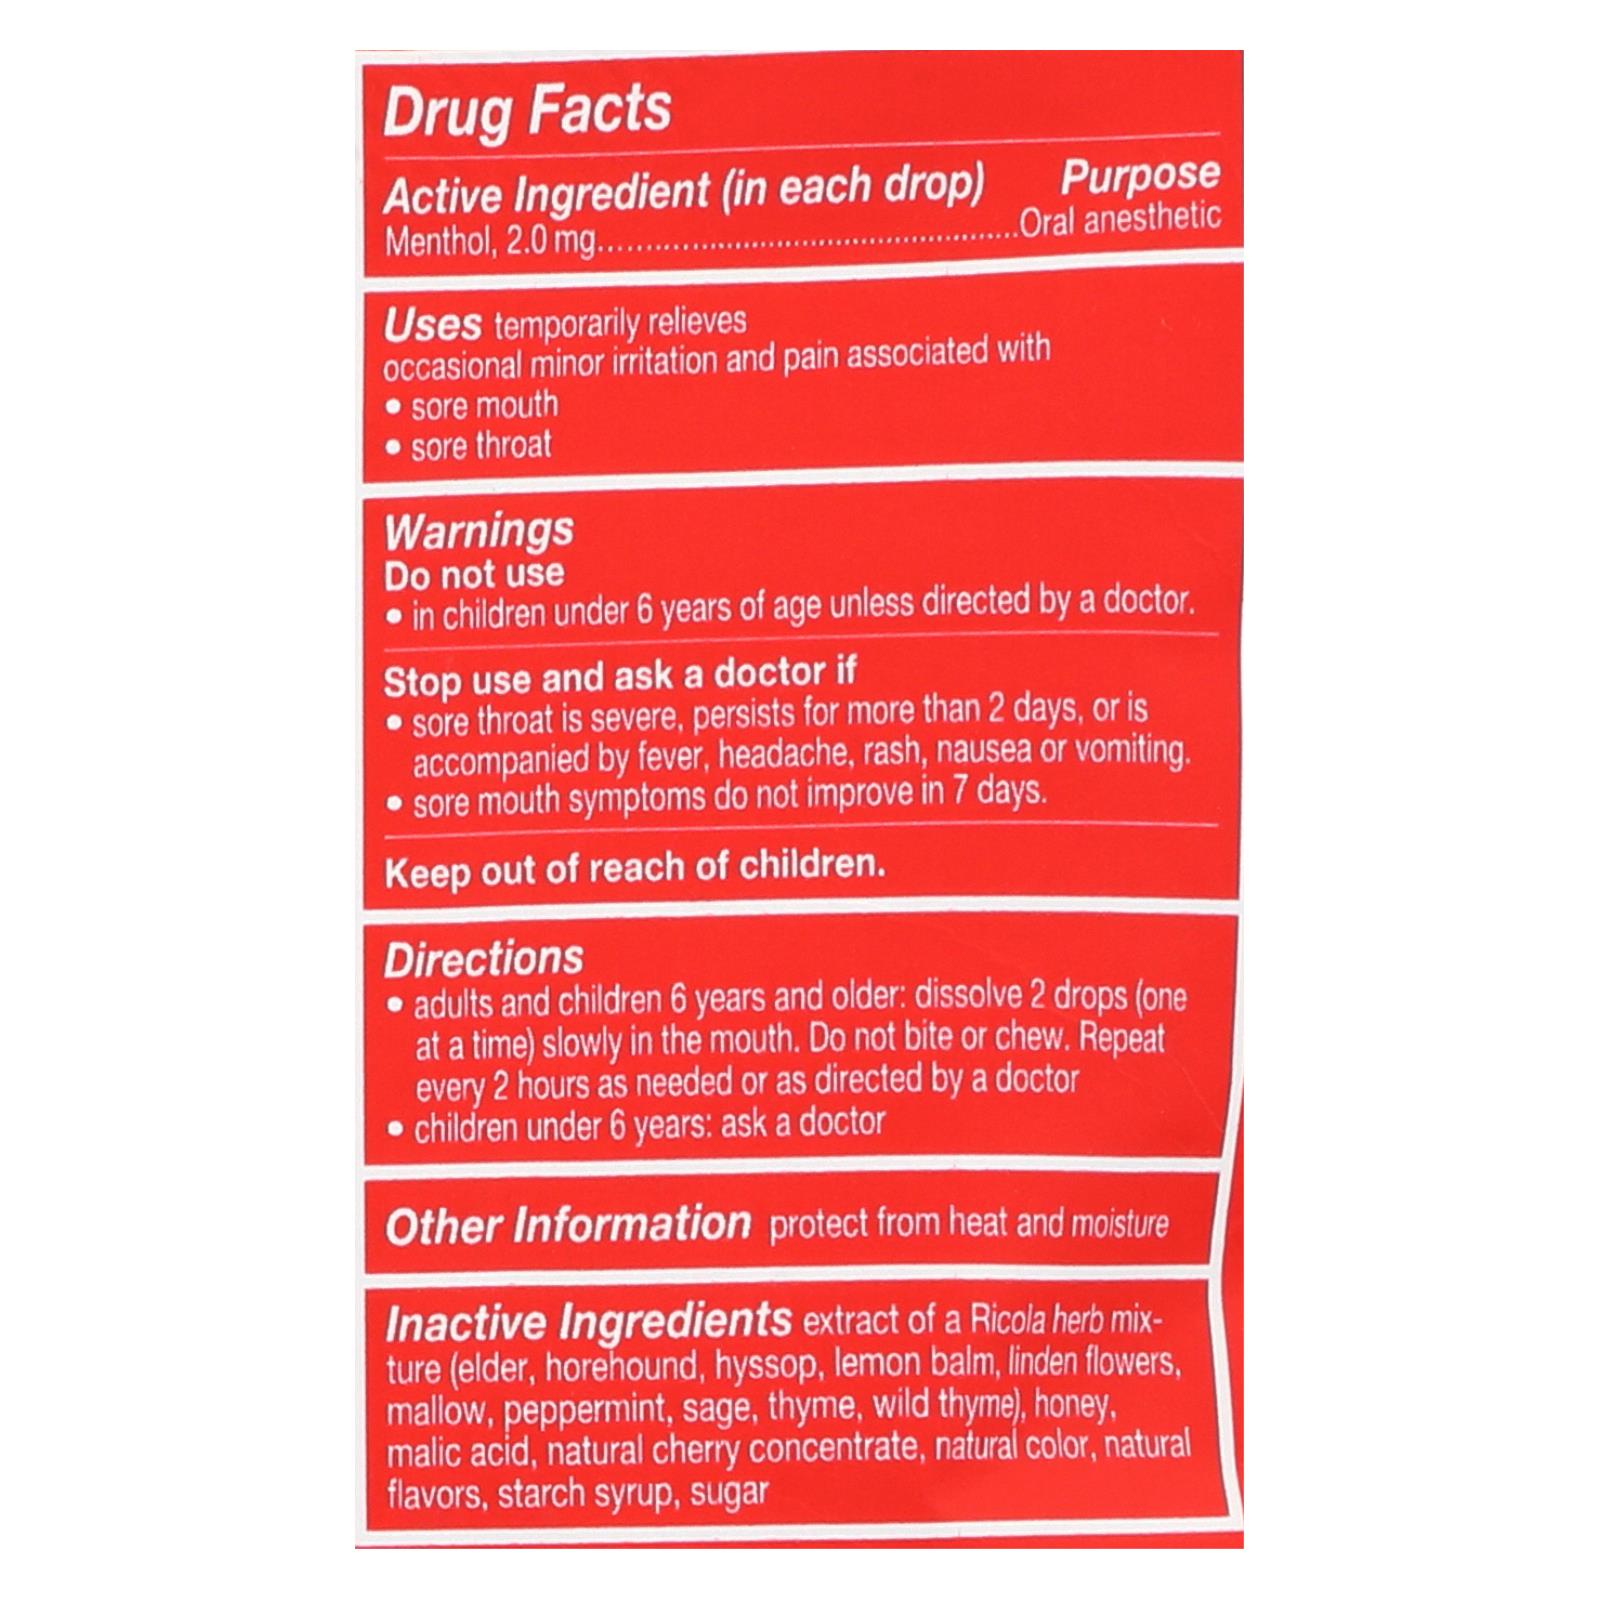 Drug Facts
Active Ingredient (in each drop) Purpose
Menthol, 2.0 mg..................................................Oral anesthetic
Uses temporarily relieves
occasional minor irritation and pain associated with
• sore mouth
• sore throat
Warnings
Do not use
• in children under 6 years of age unless directed by a doctor.
Stop use and ask a doctor if
• sore throat is severe, persists for more than 2 days, or is
accompanied by fever, headache, rash, nausea or vomiting.
• sore mouth symptoms do not improve in 7 days.
Keep out of reach of children.
Directions
• adults and children 6 years and older: dissolve 2 drops (one
at a time) slowly in the mouth. Do not bite or chew. Repeat
every 2 hours as needed or as directed by a doctor
• children under 6 years: ask a doctor
Other Information protect from heat and moisture
Inactive Ingredients extract of a Ricola herb mix-
ture (elder, horehound, hyssop, lemon balm, linden flowers,
mallow, peppermint, sage, thyme, wild thyme), honey,
malic acid, natural cherry concentrate, natural color, natural
flavors, starch syrup, sugar